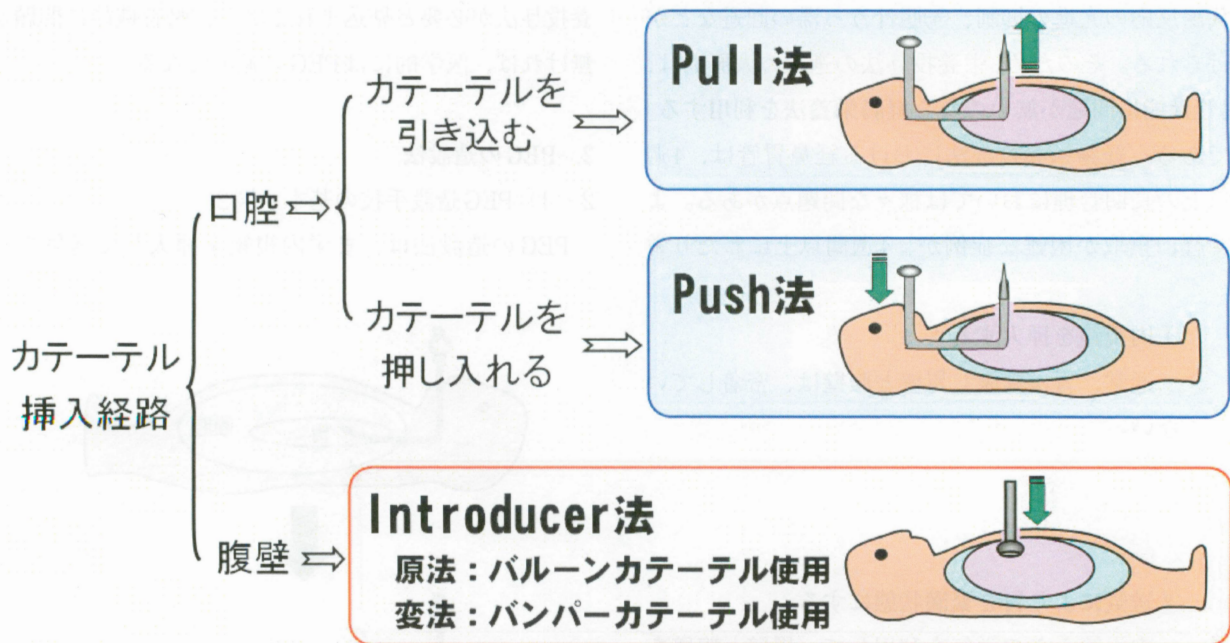 カテーテル
挿入経路
口腔
カテーテルを
引き込む
Pull法
カテーテルを
押し入れる
Push法
腹壁
Introducer法
原法：バルーンカテーテル使用
変法：バンパーカテーテル使用